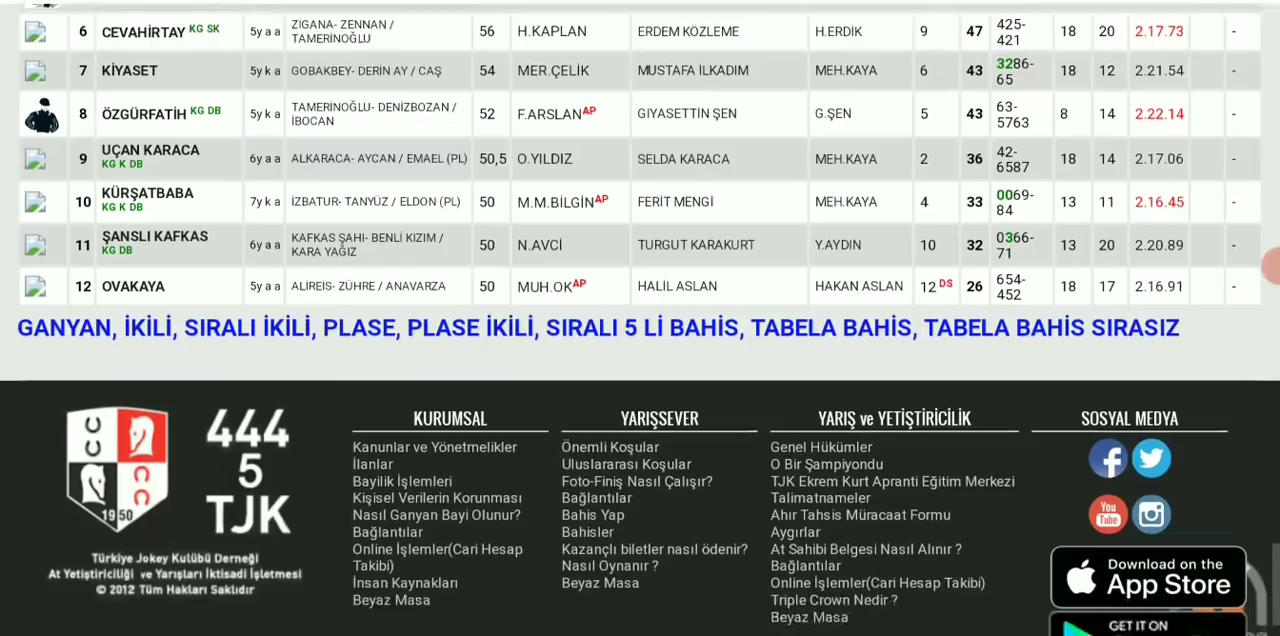 6 CEVAHİRTAY KG SK 5y a a ZIGANA- ZENNAN / TAMERİNOĞLU 56 H.KAPLAN ERDEM KÖZLEME H.ERDİK 9 47 425-421 18 20 2.17.73 -
7 KİYASET 5y k a GOBAKBEY- DERİN AY / CAŞ 54 MER.ÇELİK MUSTAFA İLKADIM MEH.KAYA 6 43 3286-65 18 12 2.21.54 -
8 ÖZGÜRFATİH KG DB 5y k a TAMERİNOĞLU- DENİZBOZAN / İBOCAN 52 F.ARSLAN AP GIYASETTİN ŞEN G.ŞEN 5 43 63-5763 8 14 2.22.14 -
9 UÇAN KARACA KG K DB 6y a a ALKARACA- AYCAN / EMAEL (PL) 50,5 O.YILDIZ SELDA KARACA MEH.KAYA 2 36 42-6587 18 14 2.17.06 -
10 KÜRŞATBABA KG K DB 7y k a İZBATUR- TANYÜZ / ELDON (PL) 50 M.M.BİLGİN AP FERİT MENGİ MEH.KAYA 4 33 0069-84 13 11 2.16.45 -
11 ŞANSLI KAFKAS KG DB 6y a a KAFKAS ŞAHI- BENLİ KIZIM / KARA YAĞIZ 50 N.AVCİ TURGUT KARAKURT Y.AYDIN 10 32 0366-71 13 20 2.20.89 -
12 OVAKAYA 5y a a ALIREIS- ZÜHRE / ANAVARZA 50 MUH.OK AP HALİL ASLAN HAKAN ASLAN 12 DS 26 654-452 18 17 2.16.91 -
GANYAN, İKİLİ, SIRALI İKİLİ, PLASE, PLASE İKİLİ, SIRALI 5 Lİ BAHİS, TABELA BAHİS, TABELA BAHİS SIRASIZ
CCC CC 1950
444
5
TJK
Türkiye Jokey Kulübü Derneği
At Yetiştiriciliği ve Yarışları İktisadi İşletmesi
© 2012 Tüm Hakları Saklıdır
KURUMSAL
Kanunlar ve Yönetmelikler
İlanlar
Bayilik İşlemleri
Kişisel Verilerin Korunması
Nasıl Ganyan Bayi Olunur?
Bağlantılar
Online İşlemler(Cari Hesap
Takibi)
İnsan Kaynakları
Beyaz Masa
YARIŞSEVER
Önemli Koşular
Uluslararası Koşular
Foto-Finiş Nasıl Çalışır?
Bağlantılar
Bahis Yap
Bahisler
Kazançlı biletler nasıl ödenir?
Nasıl Oynanır ?
Beyaz Masa
YARIŞ ve YETİŞTİRİCİLİK
Genel Hükümler
O Bir Şampiyondu
TJK Ekrem Kurt Apranti Eğitim Merkezi
Talimatnameler
Ahır Tahsis Müracaat Formu
Aygırlar
At Sahibi Belgesi Nasıl Alınır ?
Bağlantılar
Online İşlemler(Cari Hesap Takibi)
Triple Crown Nedir ?
Beyaz Masa
SOSYAL MEDYA
You Tube
Download on the
App Store
GET IT ON